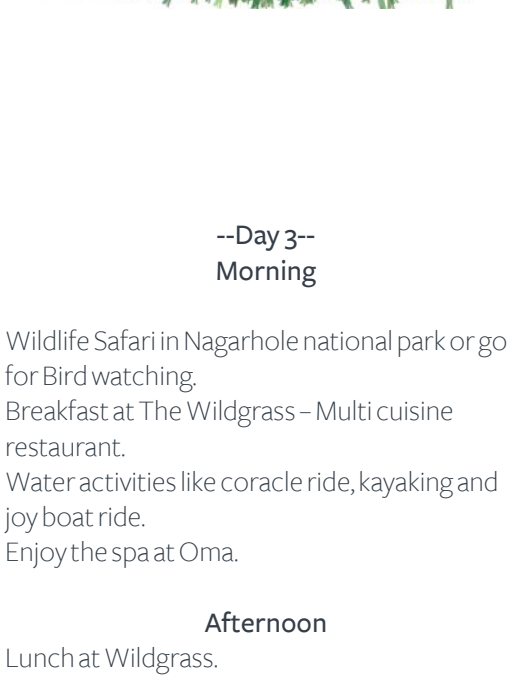 --Day 3--
Morning
Wildlife Safari in Nagarhole national park or go
for Bird watching.
Breakfast at The Wildgrass – Multi cuisine
restaurant.
Water activities like coracle ride, kayaking and
joy boat ride.
Enjoy the spa at Oma.
Afternoon
Lunch at Wildgrass.